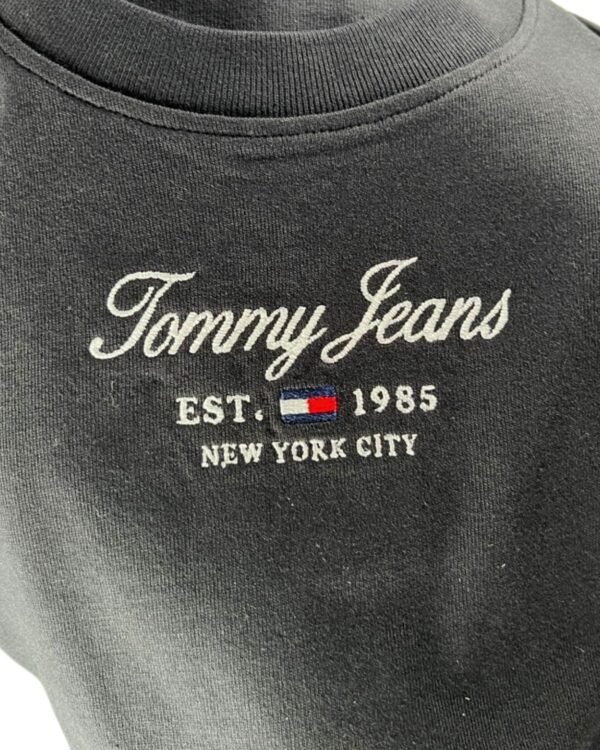 Tommy Jeans
EST. 1985
NEW YORK CITY